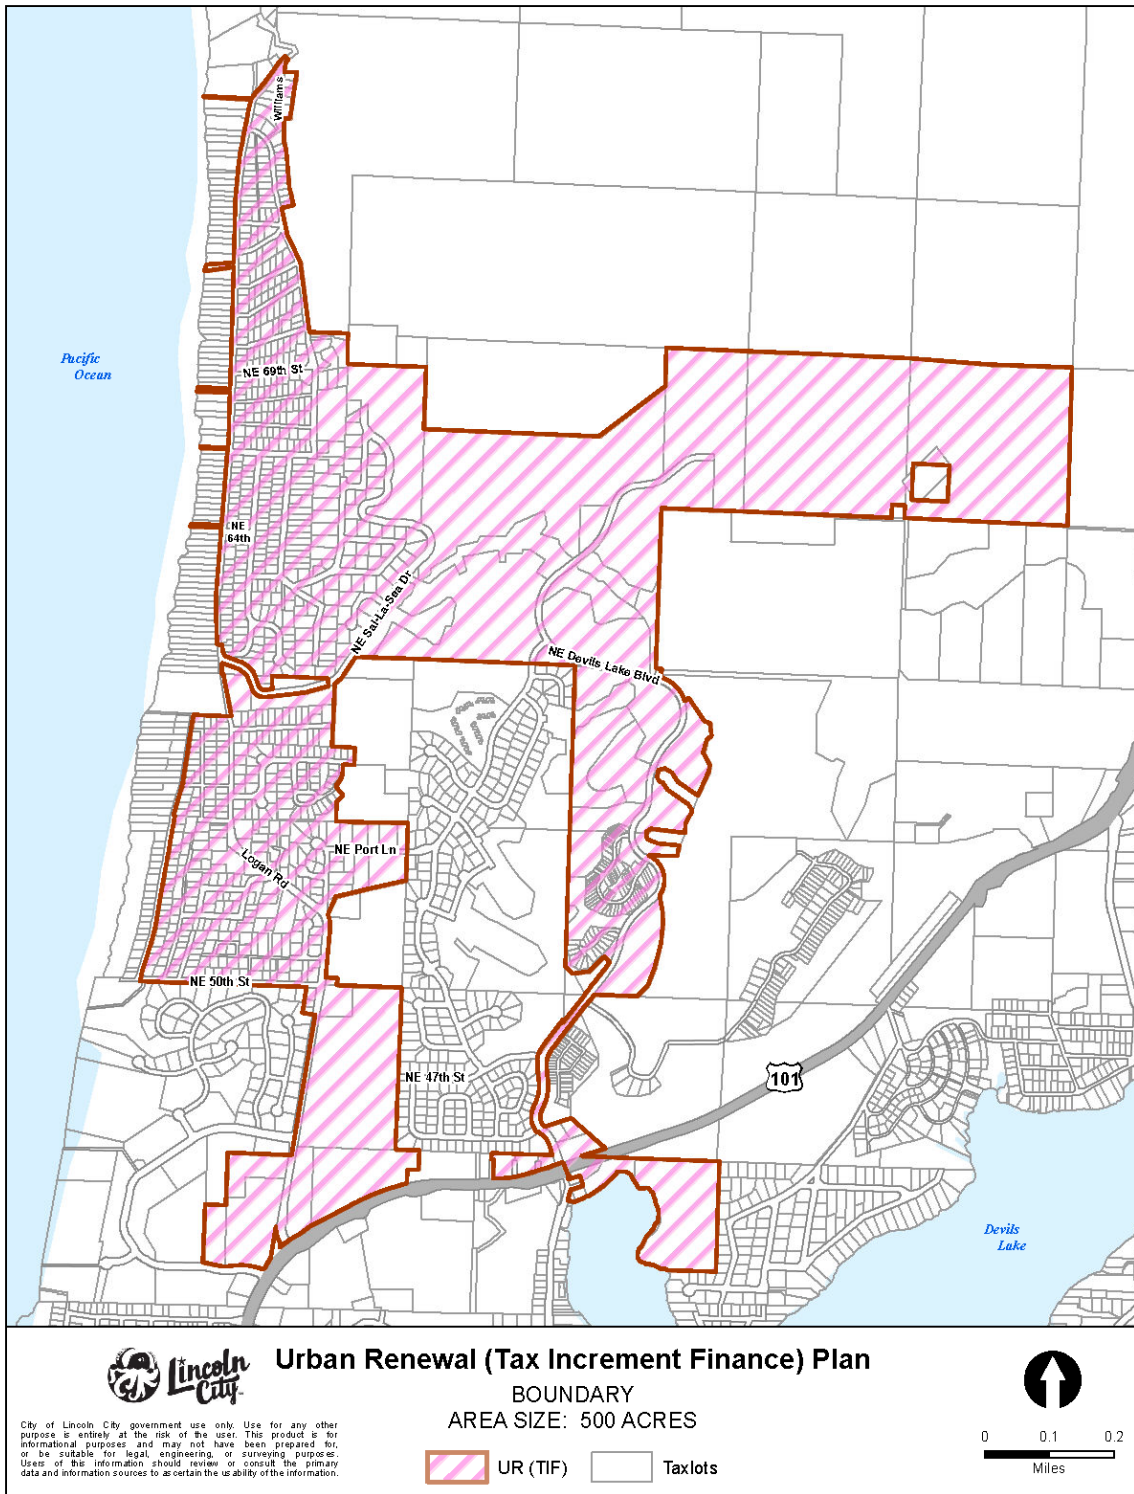 Williams
Pacific
Ocean
NE 69th St
NE
64th
NE Sal-La-Sea Dr
NE Devils Lake Blvd
NE Port Ln
Logan Rd
NE 50th St
NE 47th St
101
Devils
Lake
Lincoln
City
Urban Renewal (Tax Increment Finance) Plan
BOUNDARY
AREA SIZE: 500 ACRES
City of Lincoln City government use only. Use for any other
purpose is entirely at the risk of the user. This product is for
informational purposes and may not have been prepared for,
or be suitable for legal, engineering, or surveying purposes.
Users of this information should review or consult the primary
data and information sources to ascertain the usability of the information.
UR (TIF)
Taxlots
0 0.1 0.2
Miles